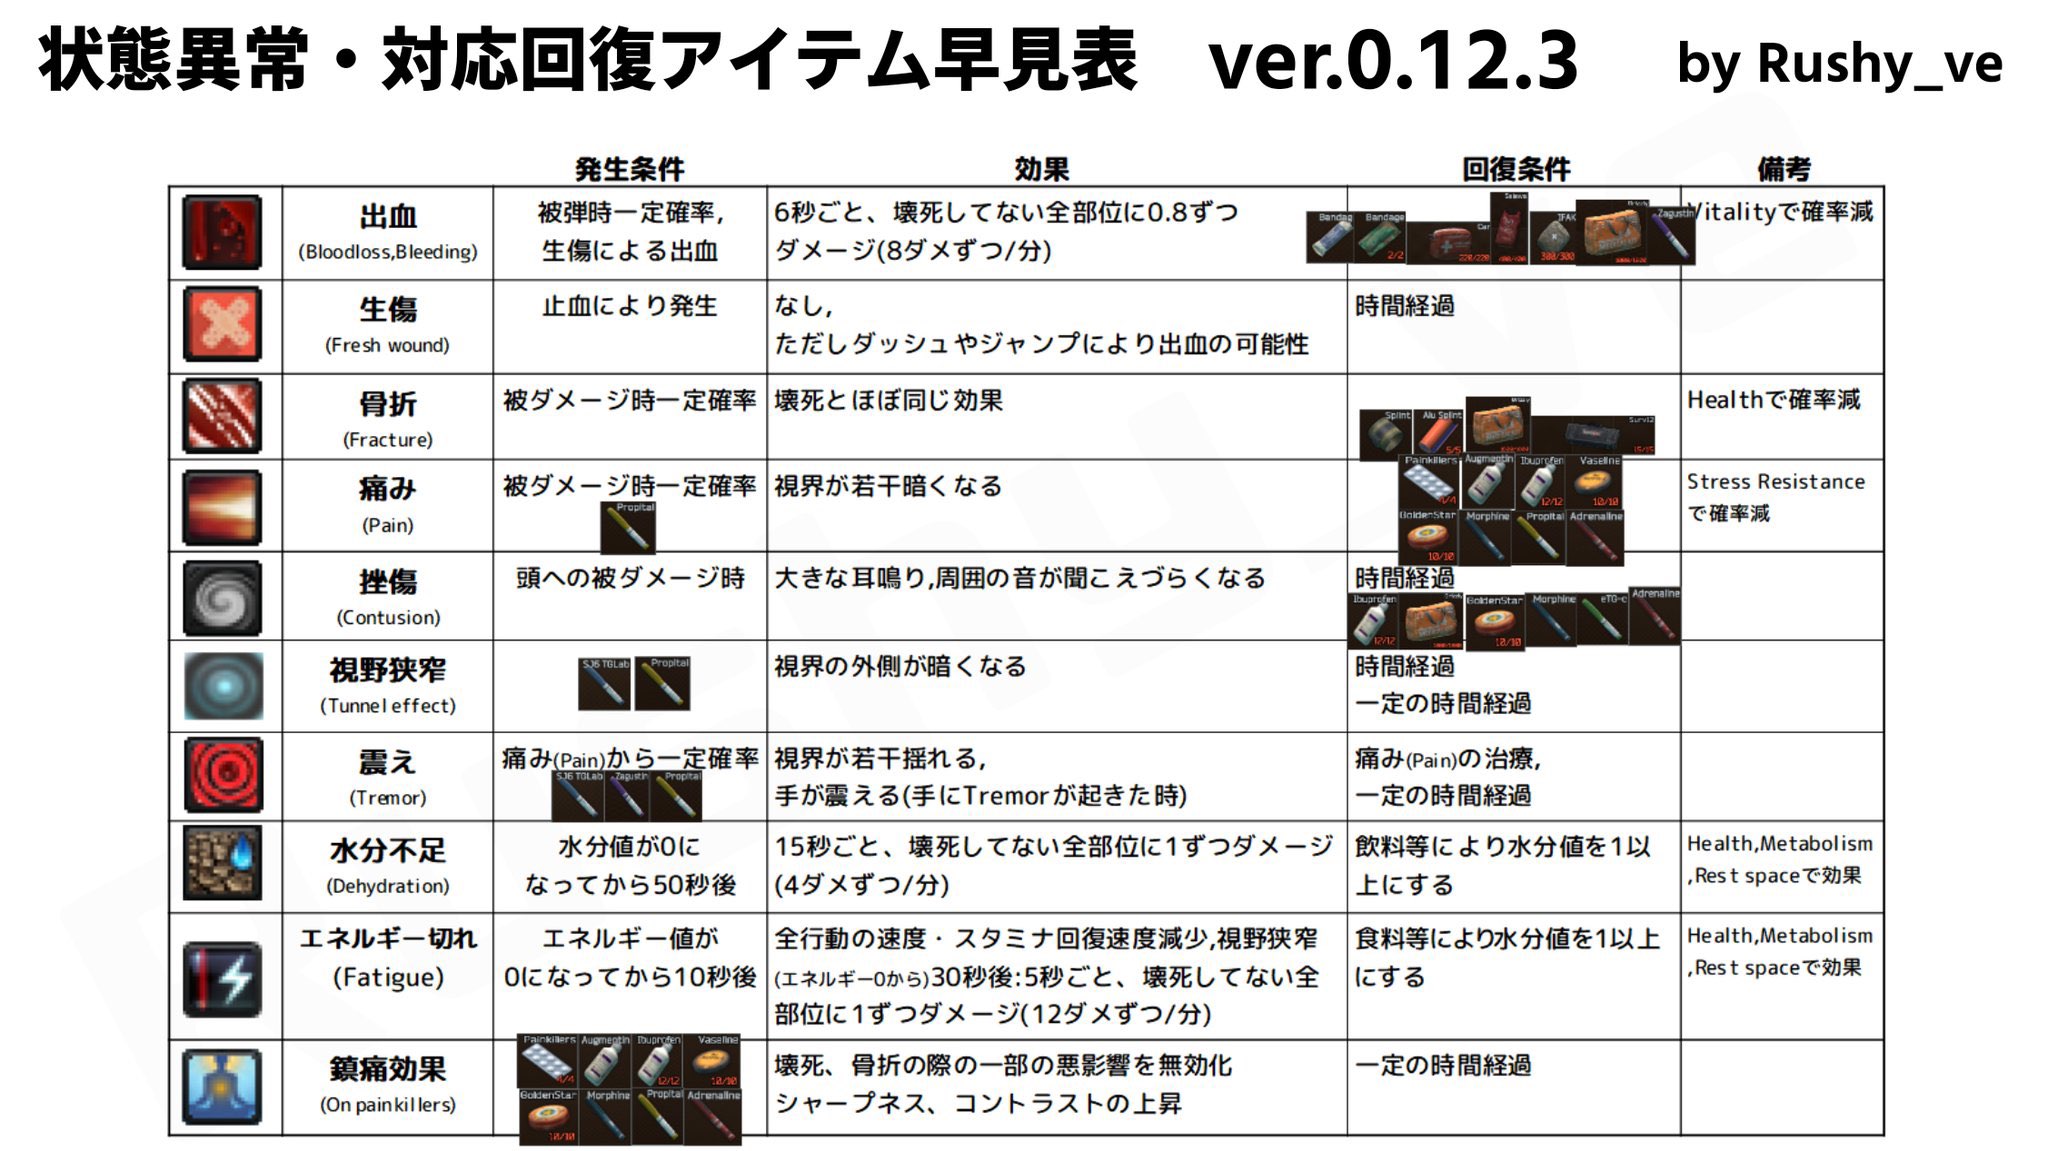 状態異常・対応回復アイテム早見表 ver.0.12.3 by Rushy_ve
発生条件 効果 回復条件 備考
出血
(Bloodloss,Bleeding)
被弾時一定確率,
生傷による出血
6秒ごと、壊死してない全部位に0.8ずつ
ダメージ(8ダメずつ/分)
Bandag Bandage Car Salewa IFAK Grizzly Zagustin
2/2 220/220 400/400 300/300
Vitalityで確率減
生傷
(Fresh wound)
止血により発生
なし,
ただしダッシュやジャンプにより出血の可能性
時間経過
骨折
(Fracture)
被ダメージ時一定確率
壊死とほぼ同じ効果
Splint Alu Splint Grizzly Surv12
5/5 15/15
Healthで確率減
痛み
(Pain)
被ダメージ時一定確率
Propital
視界が若干暗くなる
Painkillers Augmentin Ibuprofen Vaseline
4/4 12/12 10/10
GoldenStar Morphine Propital Adrenaline
10/10
Stress Resistance
で確率減
挫傷
(Contusion)
頭への被ダメージ時
大きな耳鳴り,周囲の音が聞こえづらくなる
時間経過
Ibuprofen Grizzly GoldenStar Morphine eTG-c Adrenaline
12/12 10/10
視野狭窄
(Tunnel effect)
SJ6 TGLab Propital
視界の外側が暗くなる
時間経過
一定の時間経過
震え
(Tremor)
痛み(Pain)から一定確率
SJ6 TGLab Zagustin Propital
視界が若干揺れる,
手が震える(手にTremorが起きた時)
痛み(Pain)の治療,
一定の時間経過
水分不足
(Dehydration)
水分値が0に
なってから50秒後
15秒ごと、壊死してない全部位に1ずつダメージ
(4ダメずつ/分)
飲料等により水分値を1以
上にする
Health,Metabolism
,Rest spaceで効果
エネルギー切れ
(Fatigue)
エネルギー値が
0になってから10秒後
全行動の速度・スタミナ回復速度減少,視野狭窄
(エネルギー0から)30秒後:5秒ごと、壊死してない全
部位に1ずつダメージ(12ダメずつ/分)
食料等により水分値を1以上
にする
Health,Metabolism
,Rest spaceで効果
鎮痛効果
(On painkillers)
Painkillers Augmentin Ibuprofen Vaseline
4/4 12/12 10/10
GoldenStar Morphine Propital Adrenaline
10/10
壊死、骨折の際の一部の悪影響を無効化
シャープネス、コントラストの上昇
一定の時間経過